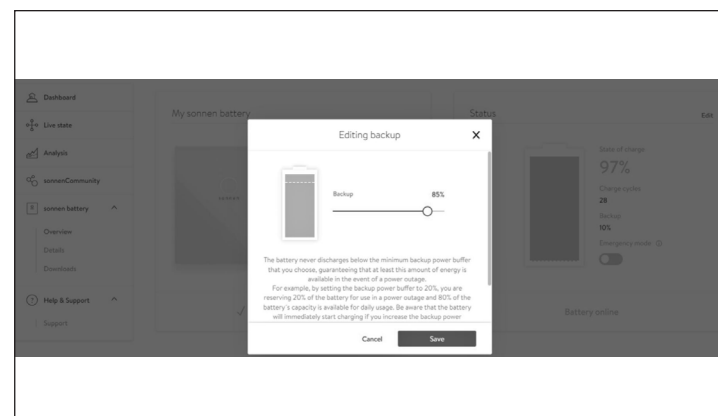 Dashboard
Live state
Analysis
sonnenCommunity
sonnen battery
Overview
Details
Downloads
Help & Support
Support
My sonnen battery
Status
Edit
State of charge
97%
Charge cycles
28
Backup
10%
Emergency mode
Battery online
Editing backup
X
Backup
85%
The battery never discharges below the minimum backup power buffer
that you choose, guaranteeing that at least this amount of energy is
available in the event of a power outage.
For example, by setting the backup power buffer to 20%, you are
reserving 20% of the battery for use in a power outage and 80% of the
battery's capacity is available for daily usage. Be aware that the battery
will immediately start charging if you increase the backup power
Cancel
Save